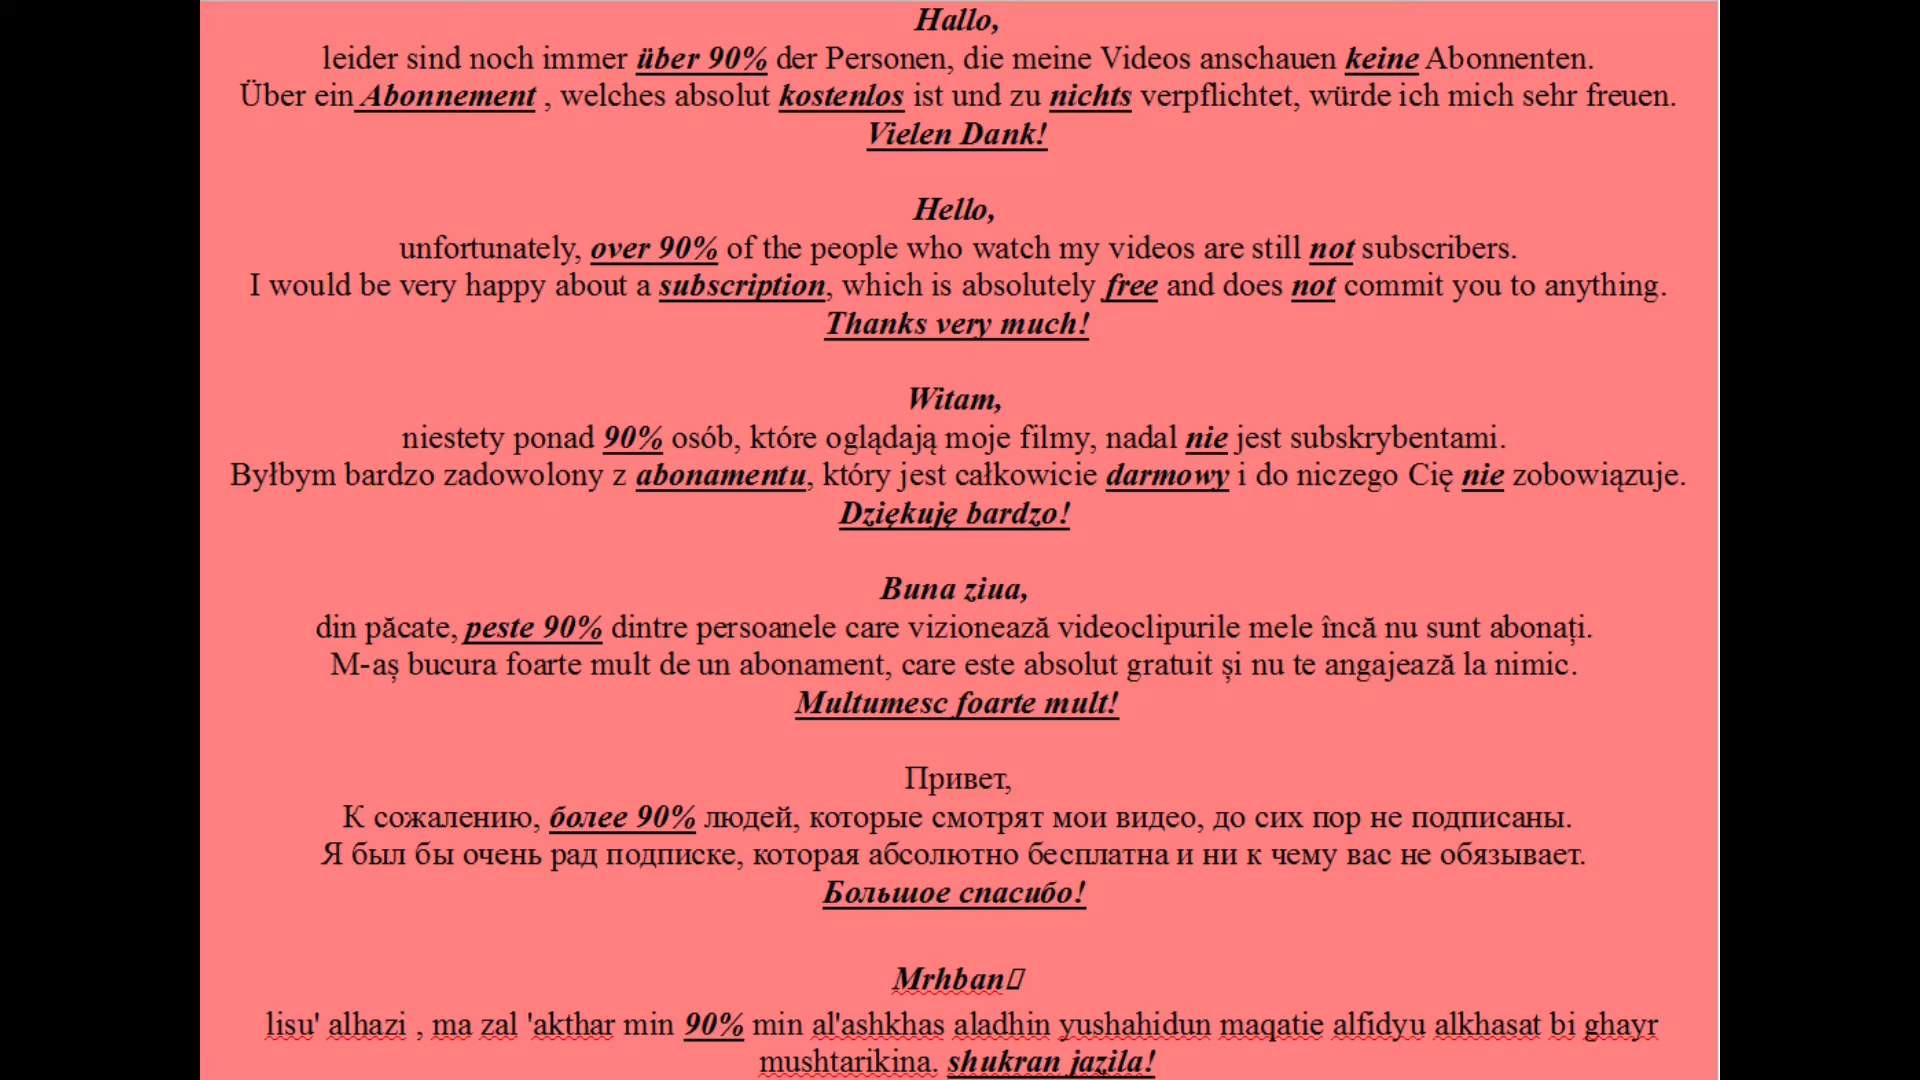 Hallo,
leider sind noch immer über 90% der Personen, die meine Videos anschauen keine Abonnenten.
Über ein Abonnement , welches absolut kostenlos ist und zu nichts verpflichtet, würde ich mich sehr freuen.
Vielen Dank!
Hello,
unfortunately, over 90% of the people who watch my videos are still not subscribers.
I would be very happy about a subscription, which is absolutely free and does not commit you to anything.
Thanks very much!
Witam,
niestety ponad 90% osób, które oglądają moje filmy, nadal nie jest subskrybentami.
Byłbym bardzo zadowolony z abonamentu, który jest całkowicie darmowy i do niczego Cię nie zobowiązuje.
Dziękuję bardzo!
Buna ziua,
din păcate, peste 90% dintre persoanele care vizionează videoclipurile mele încă nu sunt abonați.
M-aș bucura foarte mult de un abonament, care este absolut gratuit și nu te angajează la nimic.
Multumesc foarte mult!
Привет,
К сожалению, более 90% людей, которые смотрят мои видео, до сих пор не подписаны.
Я был бы очень рад подписке, которая абсолютно бесплатна и ни к чему вас не обязывает.
Большое спасибо!
Mrhban
lisu' alhazi , ma zal 'akthar min 90% min al'ashkhas aladhin yushahidun maqatie alfidyu alkhasat bi ghayr
mushtarikina. shukran jazila!